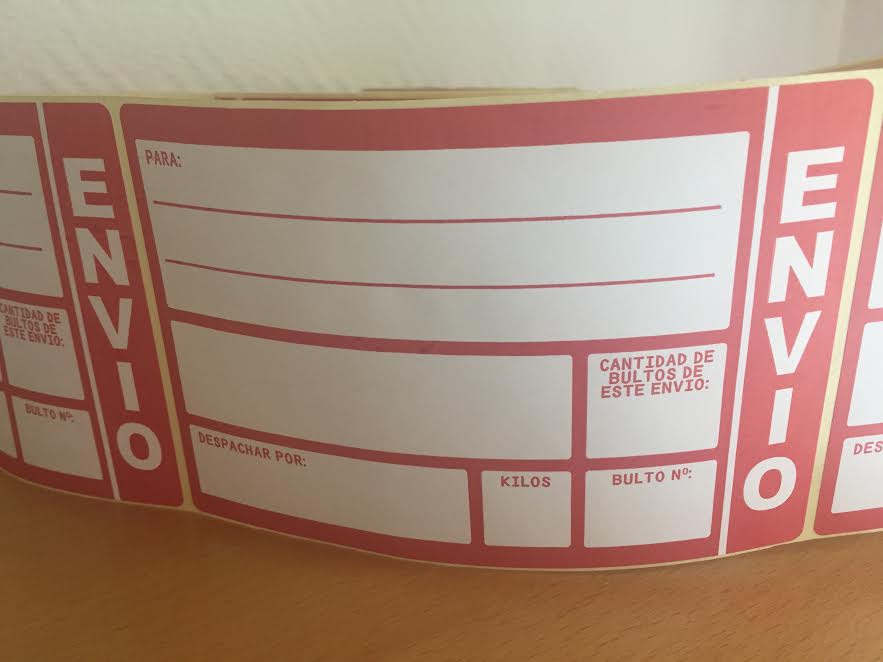 ENVIO
CANTIDAD DE
BULTOS DE
ESTE ENVIO:
BULTO Nº:
PARA:
CANTIDAD DE
BULTOS DE
ESTE ENVIO:
DESPACHAR POR:
KILOS
BULTO Nº:
ENVIO
DES